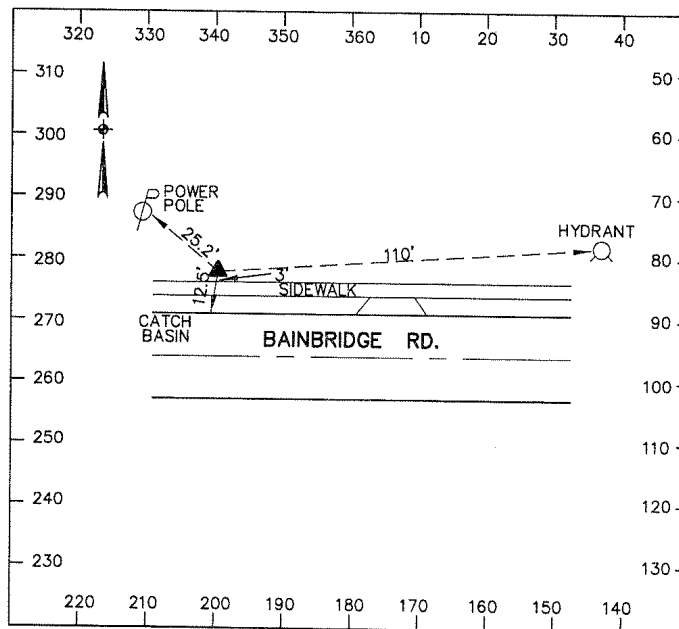 320 330 340 350 360 10 20 30 40
310 50
300 60
290 70
POWER
POLE
25.2'
HYDRANT
110'
280 80
3'
12.5'
SIDEWALK
270 90
CATCH
BASIN
BAINBRIDGE RD.
260 100
250 110
240 120
230 130
220 210 200 190 180 170 160 150 140